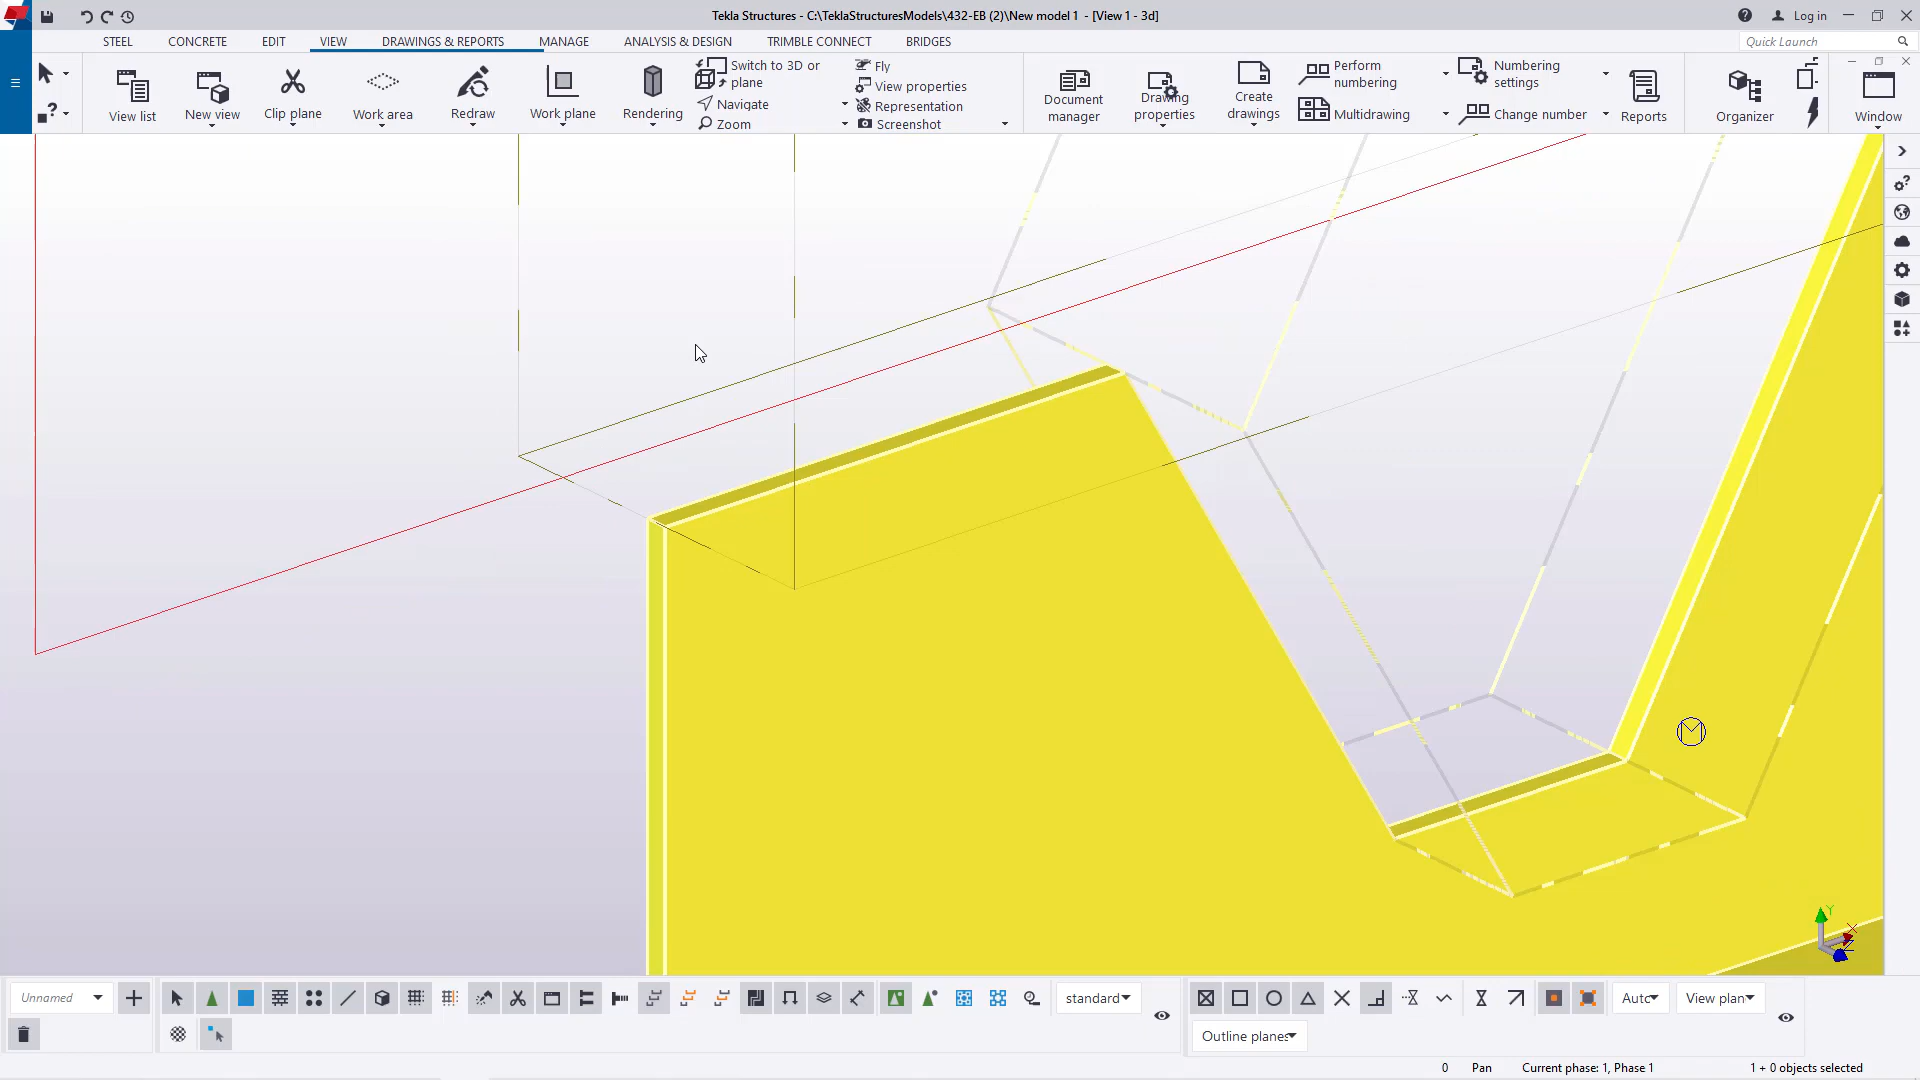 Tekla Structures - C:\TeklaStructuresModels\432-EB (2)\New model 1 - [View 1 - 3d]
Log in
STEEL CONCRETE EDIT VIEW DRAWINGS & REPORTS MANAGE ANALYSIS & DESIGN TRIMBLE CONNECT BRIDGES
Quick Launch
View list
New view
Clip plane
Work area
Redraw
Work plane
Rendering
Switch to 3D or
plane
Navigate
Zoom
Fly
View properties
Representation
Screenshot
Document
manager
Drawing
properties
Create
drawings
Perform
numbering
Multidrawing
Numbering
settings
Change number
Reports
Organizer
Window
Y
X
Z
Unnamed
standard
Auto
View plan
Outline planes
0 Pan Current phase: 1, Phase 1 1 + 0 objects selected